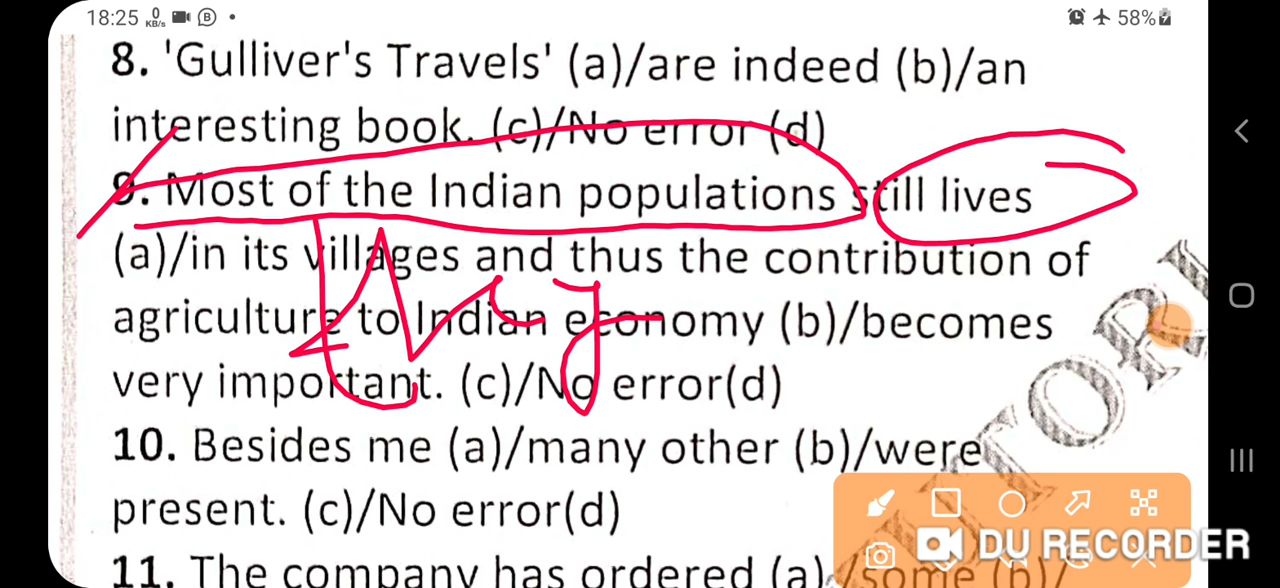 18:25 0 KB/s B • 58%
8. 'Gulliver's Travels' (a)/are indeed (b)/an
interesting book. (c)/No error (d)
9. Most of the Indian populations still lives
(a)/in its villages and thus the contribution of
agriculture to Indian economy (b)/becomes
very important. (c)/No error(d)
10. Besides me (a)/many other (b)/were
present. (c)/No error(d)
11. The company has ordered (a)/some (b)/
DU RECORDER